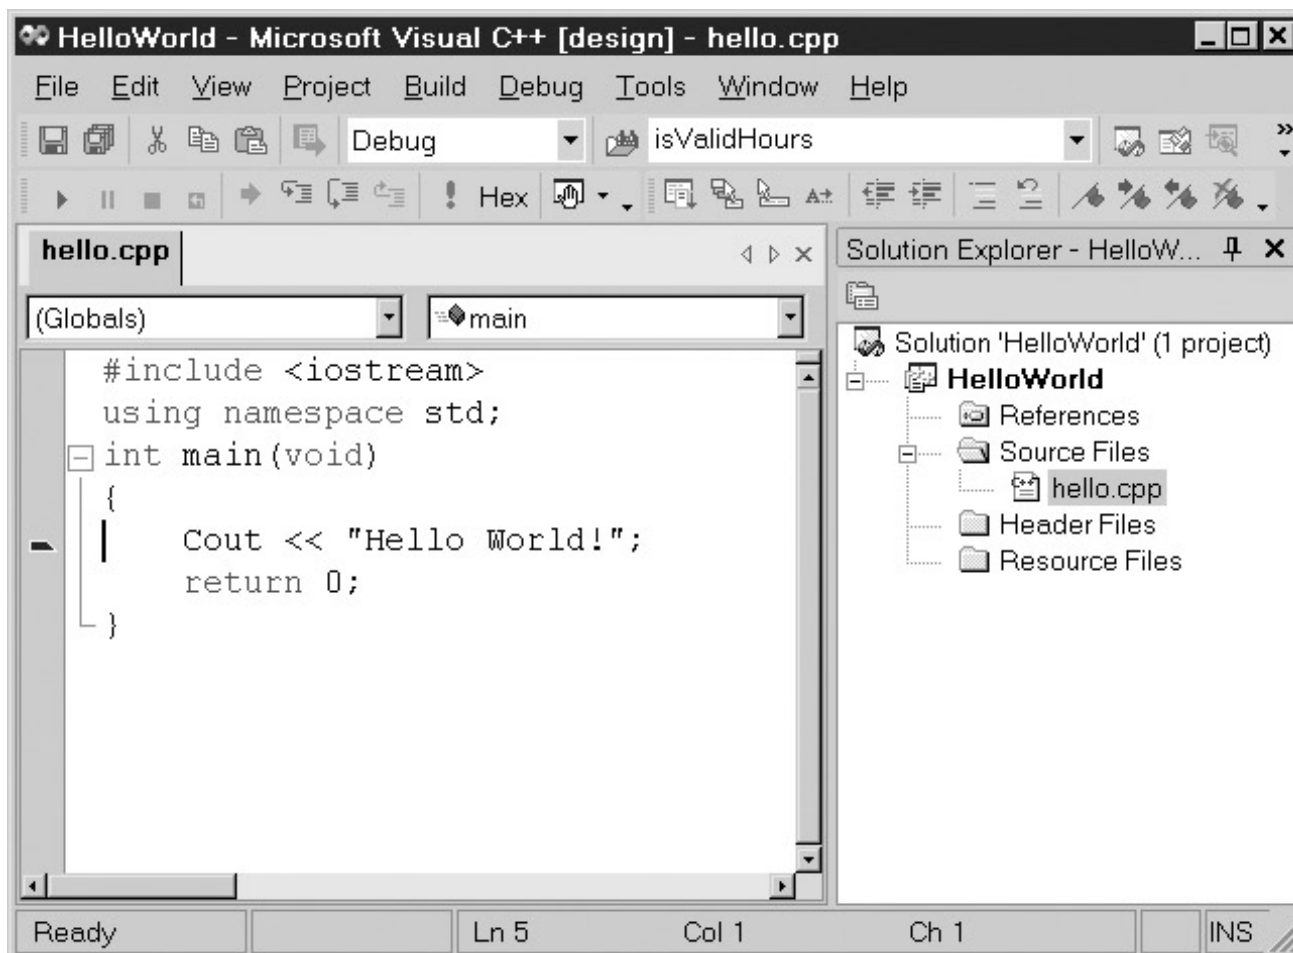 HelloWorld - Microsoft Visual C++ [design] - hello.cpp
File Edit View Project Build Debug Tools Window Help
Debug isValidHours
Hex
hello.cpp
Solution Explorer - HelloW...
(Globals) main
#include <iostream>
using namespace std;
int main(void)
{
Cout << "Hello World!";
return 0;
}
Solution 'HelloWorld' (1 project)
HelloWorld
References
Source Files
hello.cpp
Header Files
Resource Files
Ready Ln 5 Col 1 Ch 1 INS